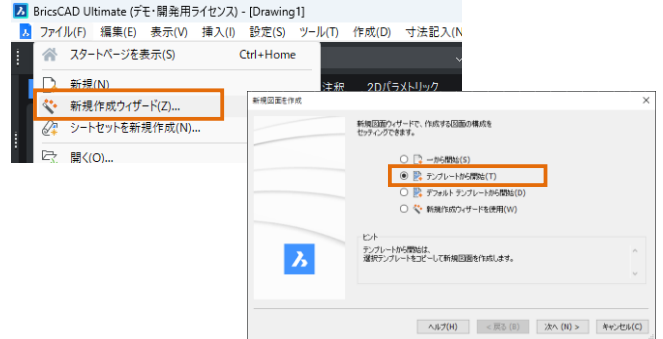 BricsCAD Ultimate (デモ・開発用ライセンス) - [Drawing1]
ファイル(F) 編集(E) 表示(V) 挿入(I) 設定(S) ツール(T) 作成(D) 寸法記入(N
スタートページを表示(S) Ctrl+Home
新規(N)
注釈 2Dパラメトリック
新規作成ウィザード(Z)...
シートセットを新規作成(N)...
開く(O)...
新規図面を作成
新規図面ウィザードで、作成する図面の構成を
セッティングできます。
一から開始(S)
テンプレートから開始(T)
デフォルト テンプレートから開始(D)
新規作成ウィザードを使用(W)
ヒント
テンプレートから開始は、
選択テンプレートをコピーして新規図面を作成します。
ヘルプ(H) < 戻る (B) 次へ (N) > キャンセル(C)